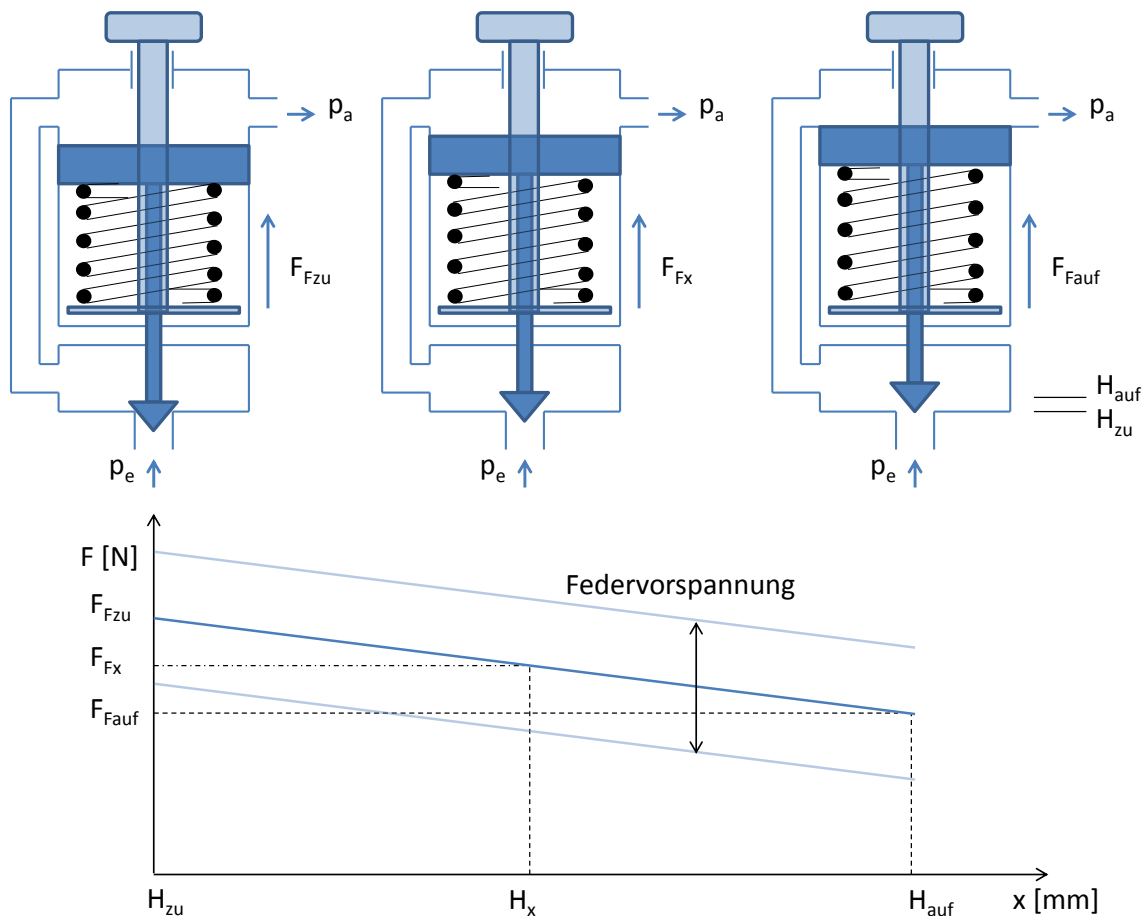 pa
pa
pa
FFzu
FFx
FFauf
Hauf
Hzu
pe
pe
pe
F [N]
Federvorspannung
FFzu
FFx
FFauf
Hzu
Hx
Hauf
x [mm]